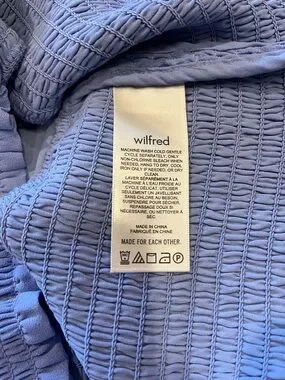 wilfred
MACHINE WASH COLD GENTLE
CYCLE SEPARATELY, ONLY
NON-CHLORINE BLEACH WHEN
NEEDED, HANG TO DRY, COOL
IRON ONLY IF NEEDED, OR DRY
CLEAN
LAVER SÉPARÉMENT À LA
MACHINE À L'EAU FROIDE AU
CYCLE DÉLICAT, UTILISER
SEULEMENT UN JAVELLISANT
SANS CHLORE AU BESOIN,
SUSPENDRE POUR SÉCHER,
REPASSAGE DOUX SI
NÉCESSAIRE, OU NETTOYER À
SEC
MADE IN CHINA
FABRIQUÉ EN CHINE
MADE FOR EACH OTHER.
P